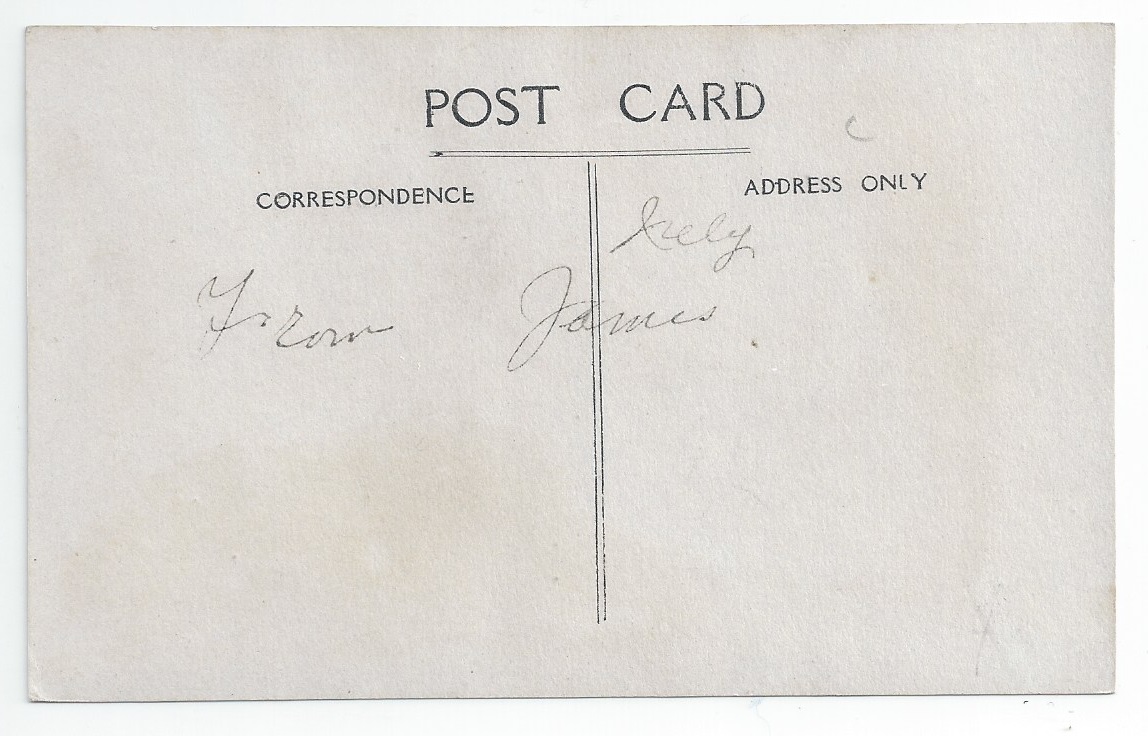 POST CARD
CORRESPONDENCE
ADDRESS ONLY
From James